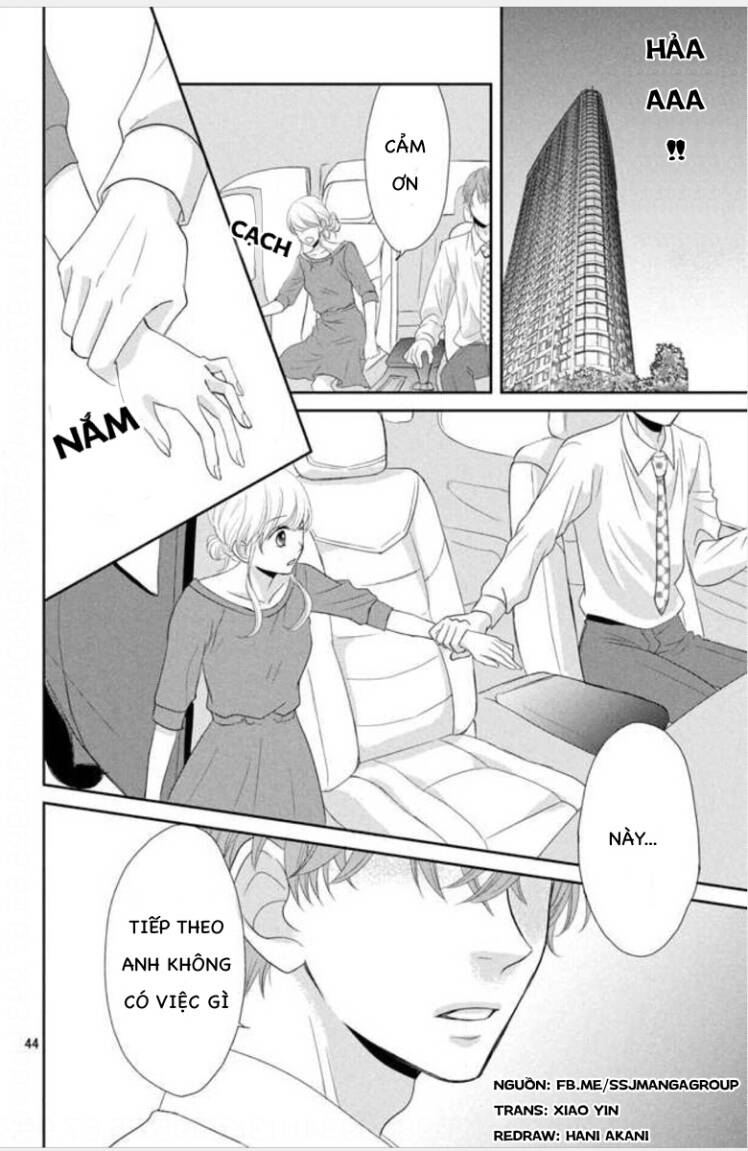 HẢA
AAA
!!
CẢM
ƠN
CẠCH
NẮM
NÀY...
TIẾP THEO
ANH KHÔNG
CÓ VIỆC GÌ
44
NGUỒN: FB.ME/SSJMANGAGROUP
TRANS: XIAO YIN
REDRAW: HANI AKANI